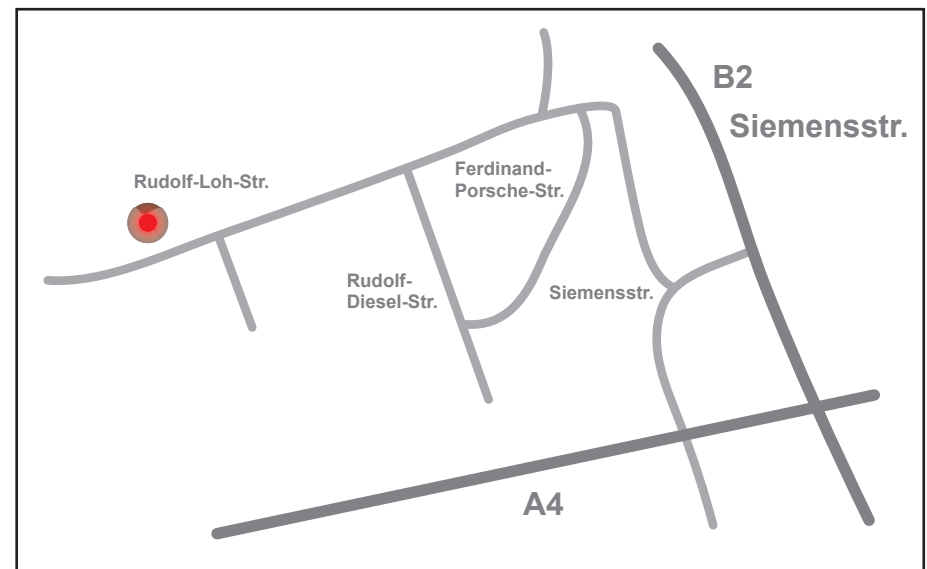 B2
Siemensstr.
Rudolf-Loh-Str.
Ferdinand-
Porsche-Str.
Rudolf-
Diesel-Str.
Siemensstr.
A4